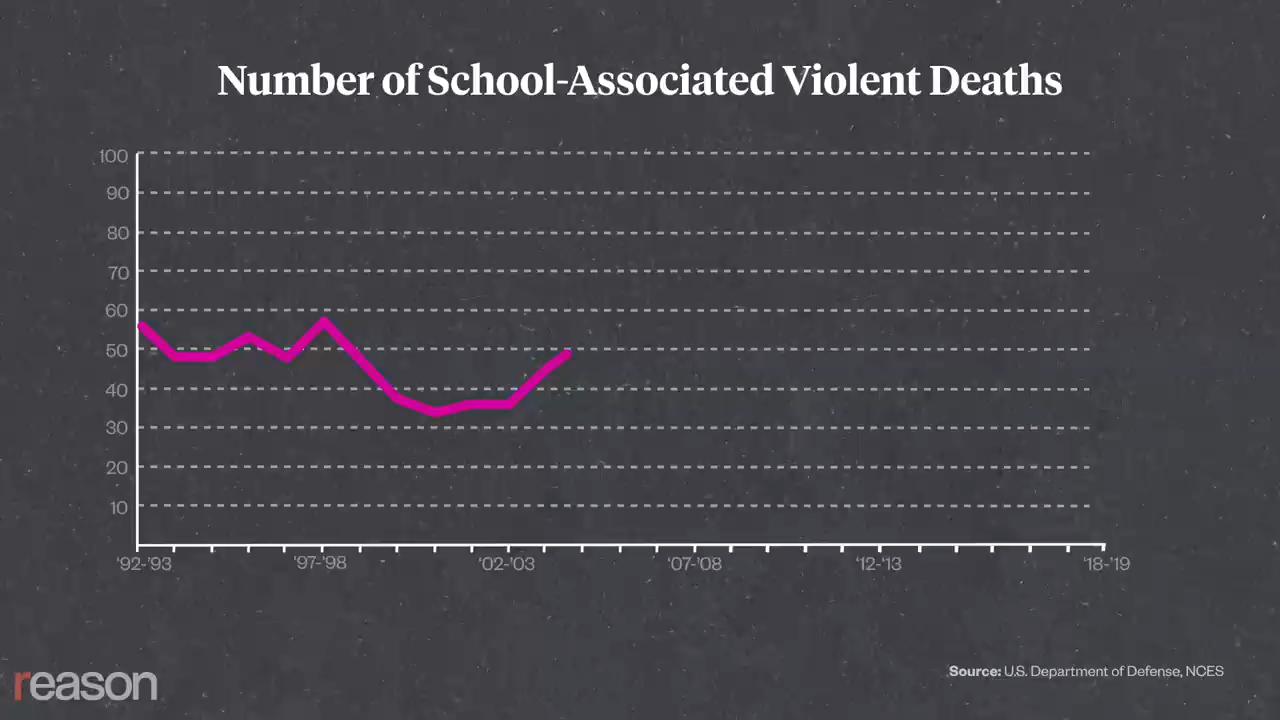 Number of School-Associated Violent Deaths
100
90
80
70
60
50
40
30
20
10
'92-'93 '97-'98 '02-'03 '07-'08 '12-'13 '18-'19
Source: U.S. Department of Defense, NCES
reason